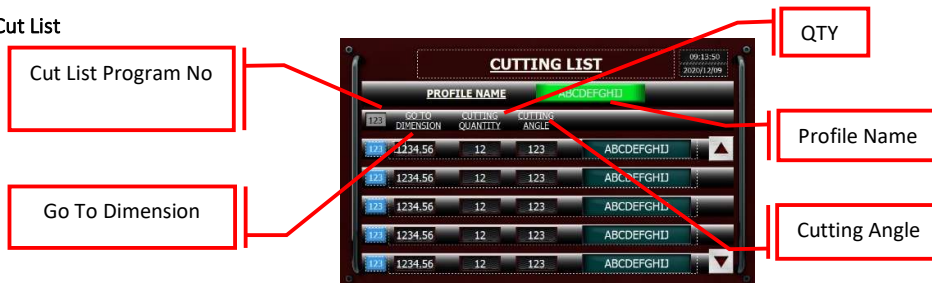 Cut List
QTY
Cut List Program No
CUTTING LIST
09:13:50
2020/12/09
PROFILE NAME
ABCDEFGHIJ
Profile Name
123
GO TO DIMENSION
CUTTING QUANTITY
CUTTING ANGLE
123 1234.56 12 123 ABCDEFGHIJ
123 1234.56 12 123 ABCDEFGHIJ
Go To Dimension
123 1234.56 12 123 ABCDEFGHIJ
Cutting Angle
123 1234.56 12 123 ABCDEFGHIJ
123 1234.56 12 123 ABCDEFGHIJ